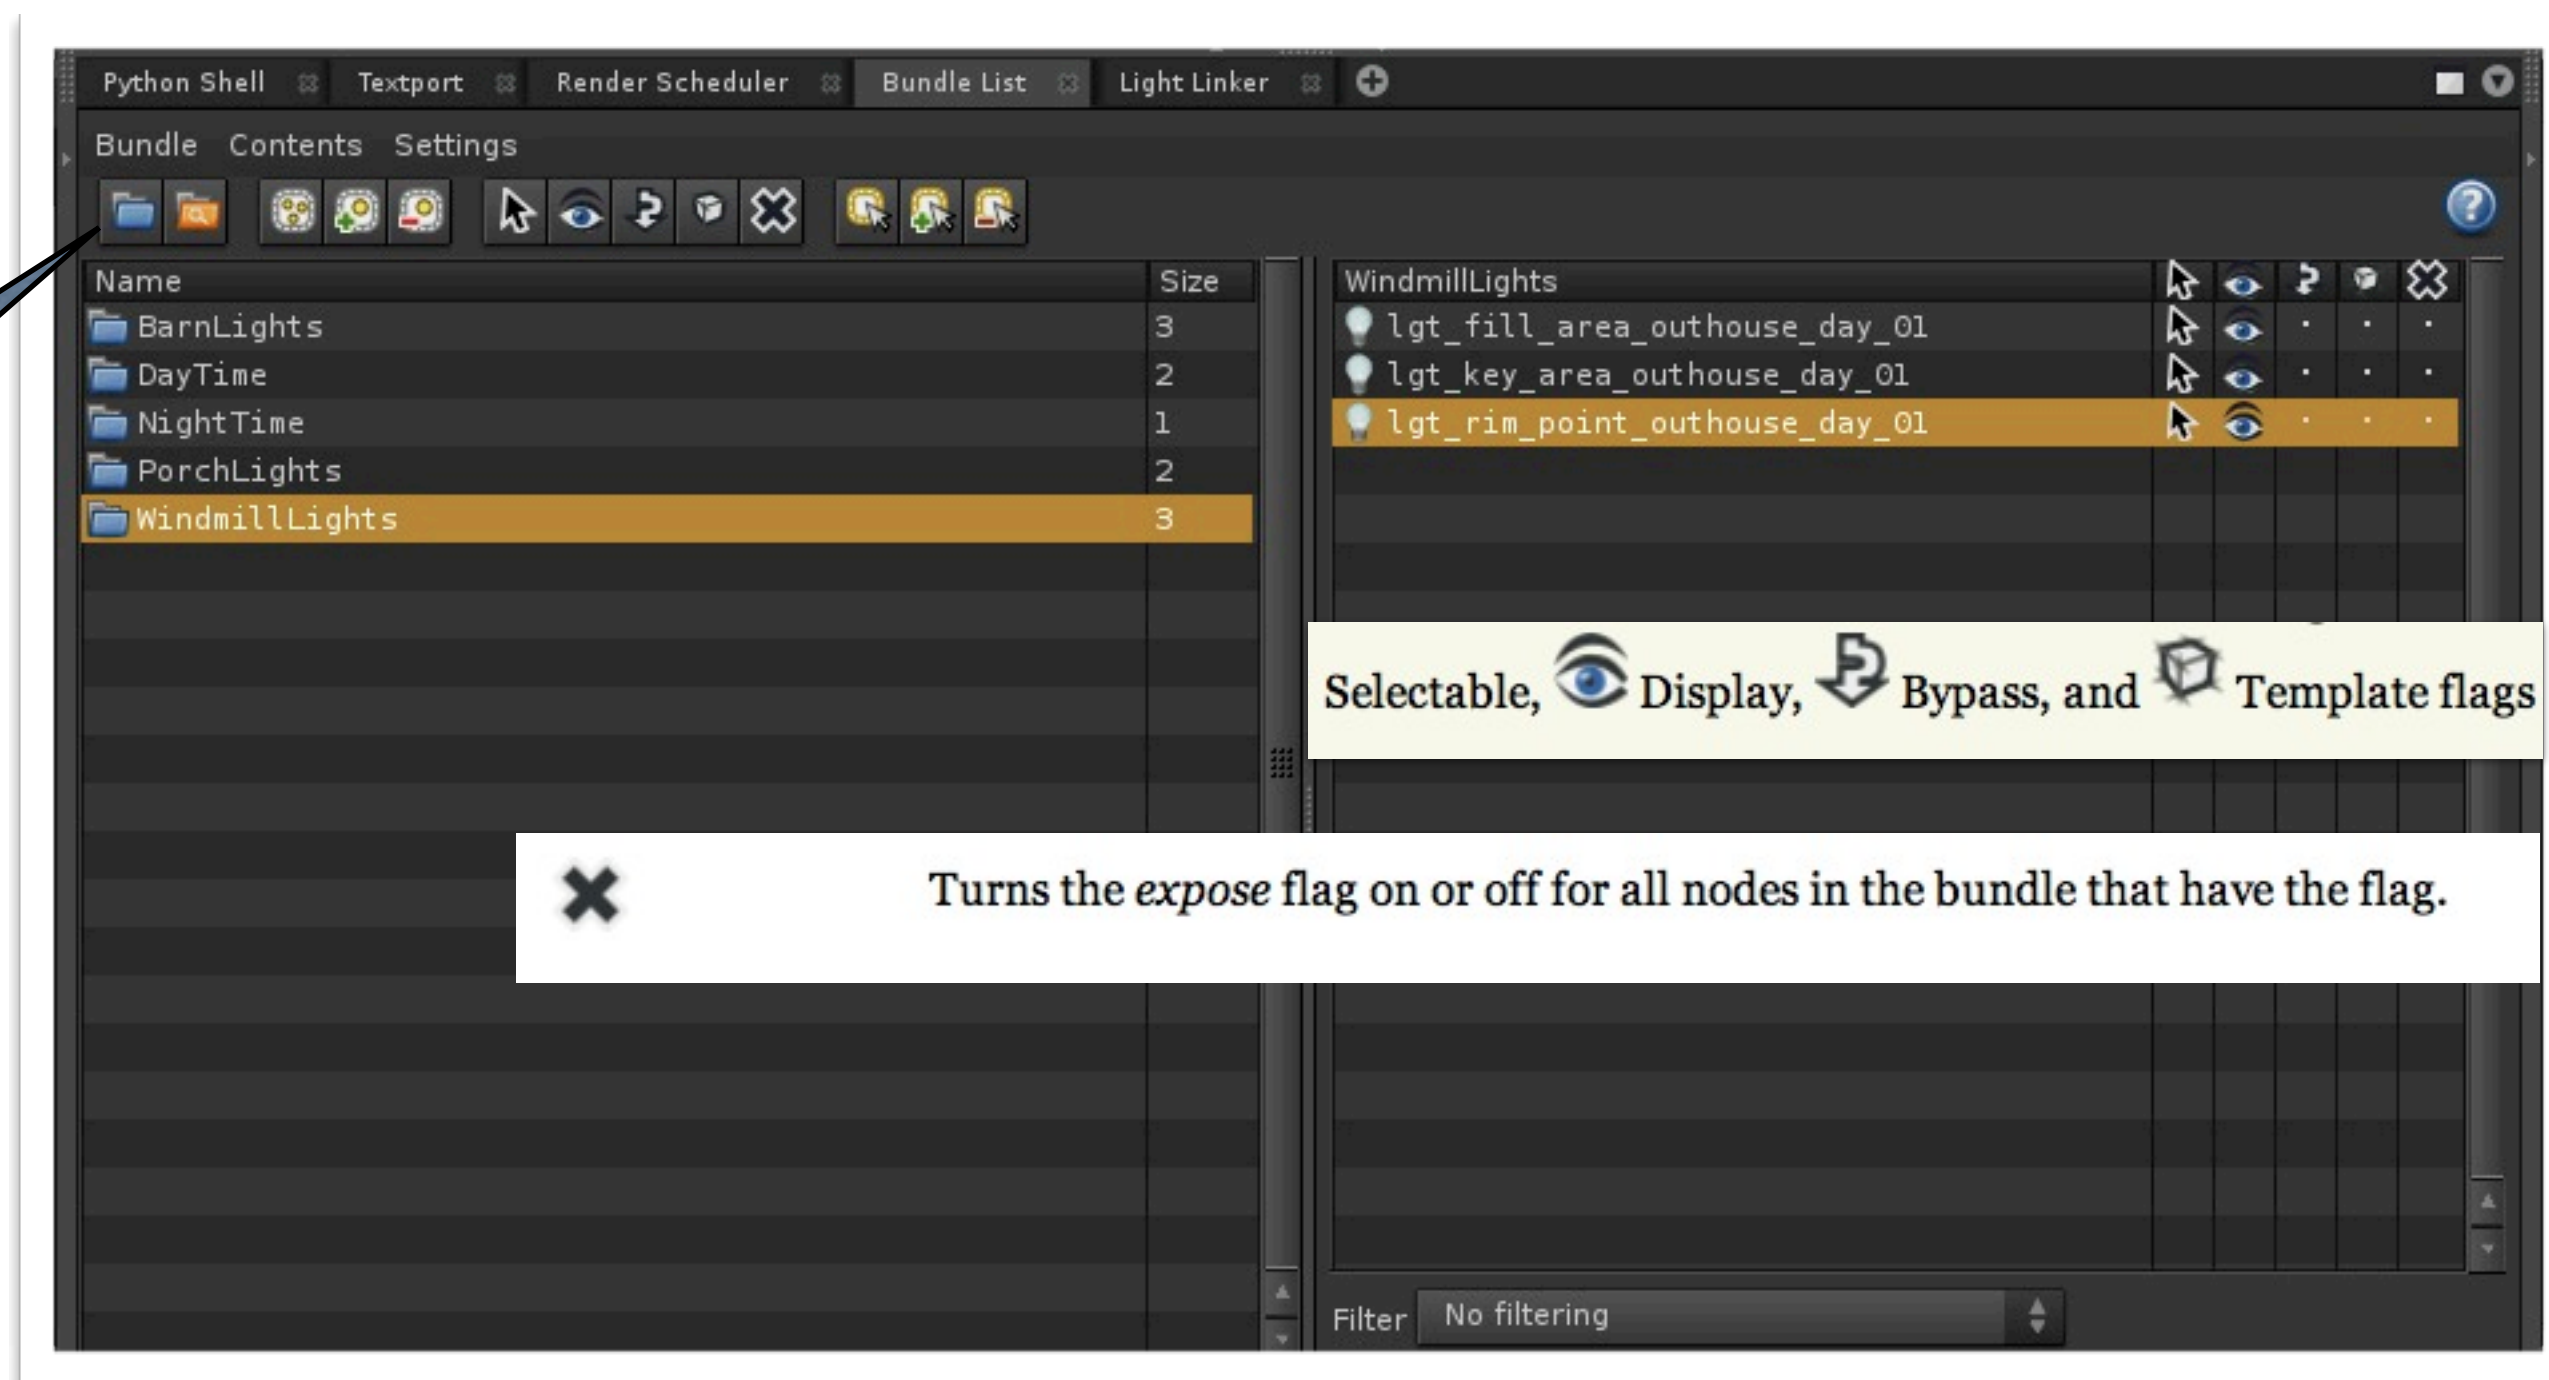 Python Shell Textport Render Scheduler Bundle List Light Linker
Bundle Contents Settings
Name Size
BarnLights 3
DayTime 2
NightTime 1
PorchLights 2
WindmillLights 3
WindmillLights
lgt_fill_area_outhouse_day_01
lgt_key_area_outhouse_day_01
lgt_rim_point_outhouse_day_01
Selectable, Display, Bypass, and Template flags
Turns the expose flag on or off for all nodes in the bundle that have the flag.
Filter No filtering